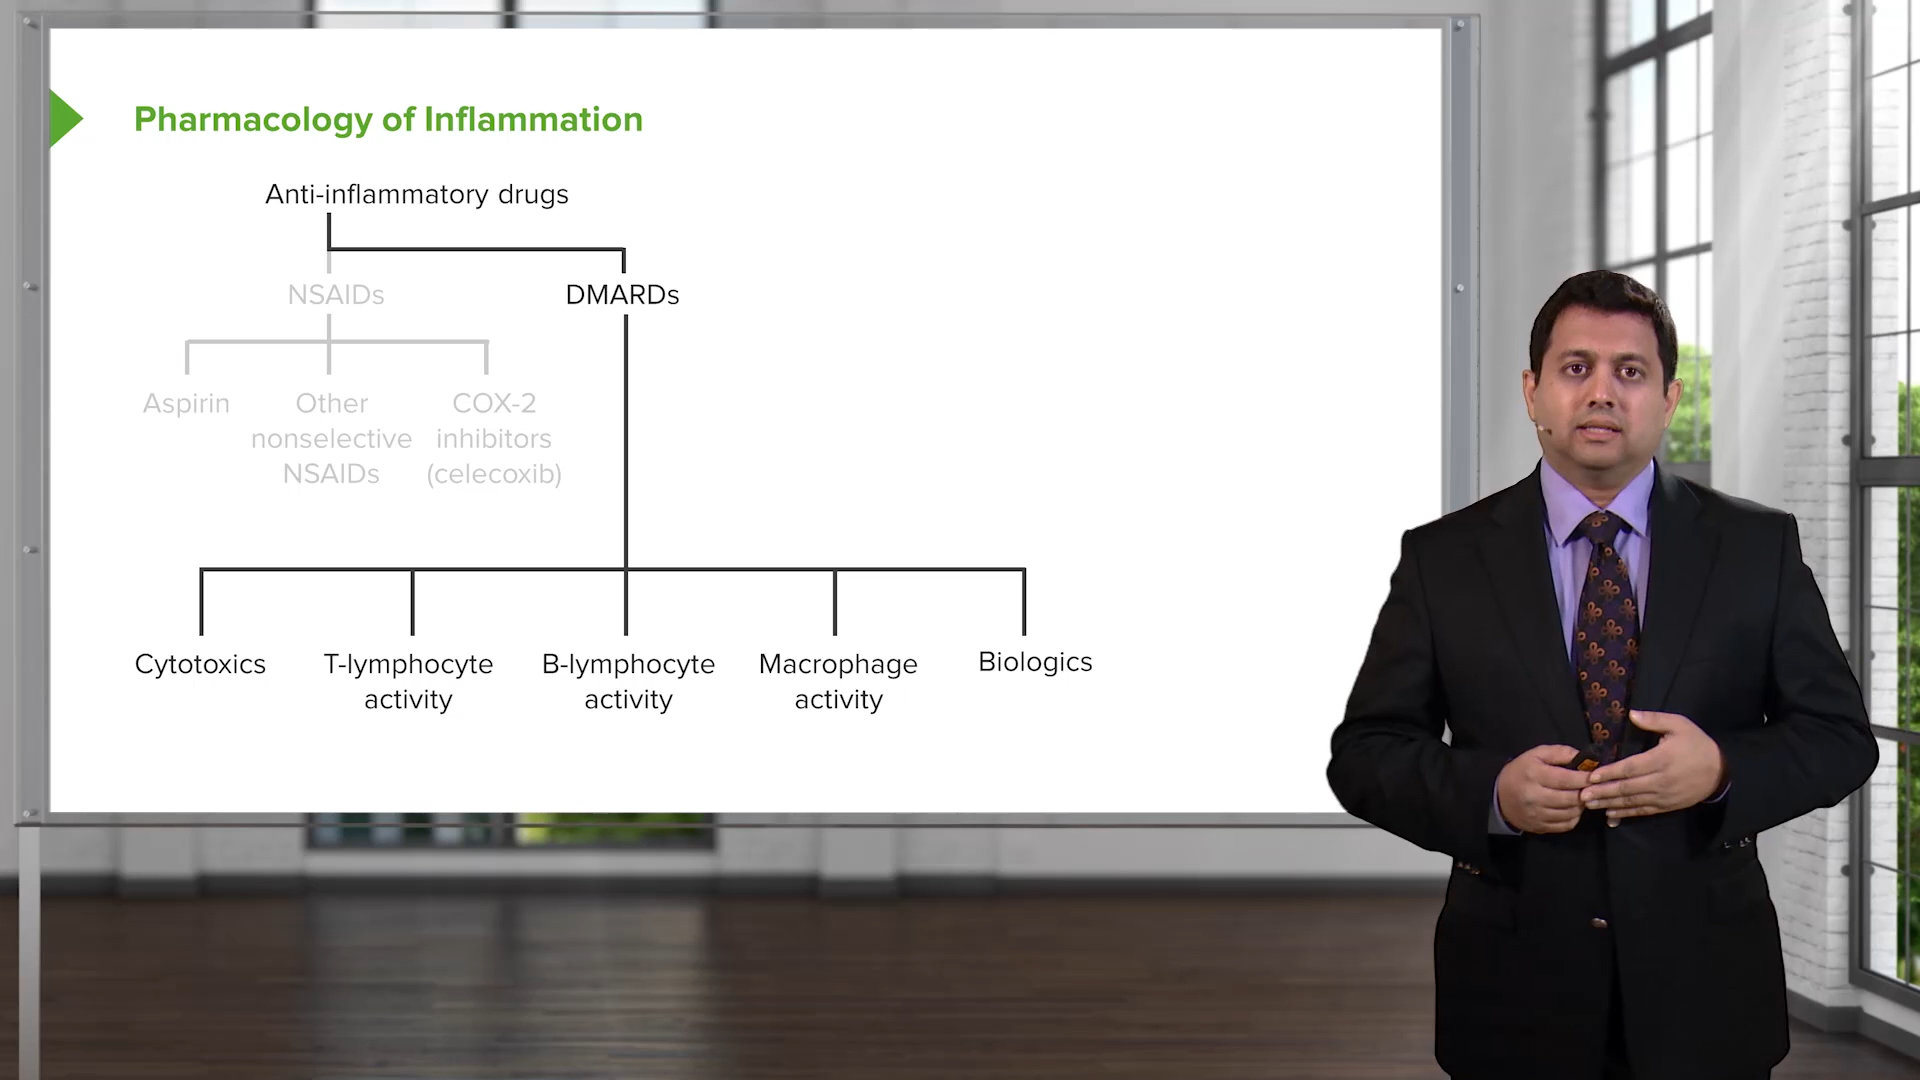 Pharmacology of Inflammation
Anti-inflammatory drugs
NSAIDs
DMARDs
Aspirin
Other
nonselective
NSAIDs
COX-2
inhibitors
(celecoxib)
Cytotoxics
T-lymphocyte
activity
B-lymphocyte
activity
Macrophage
activity
Biologics